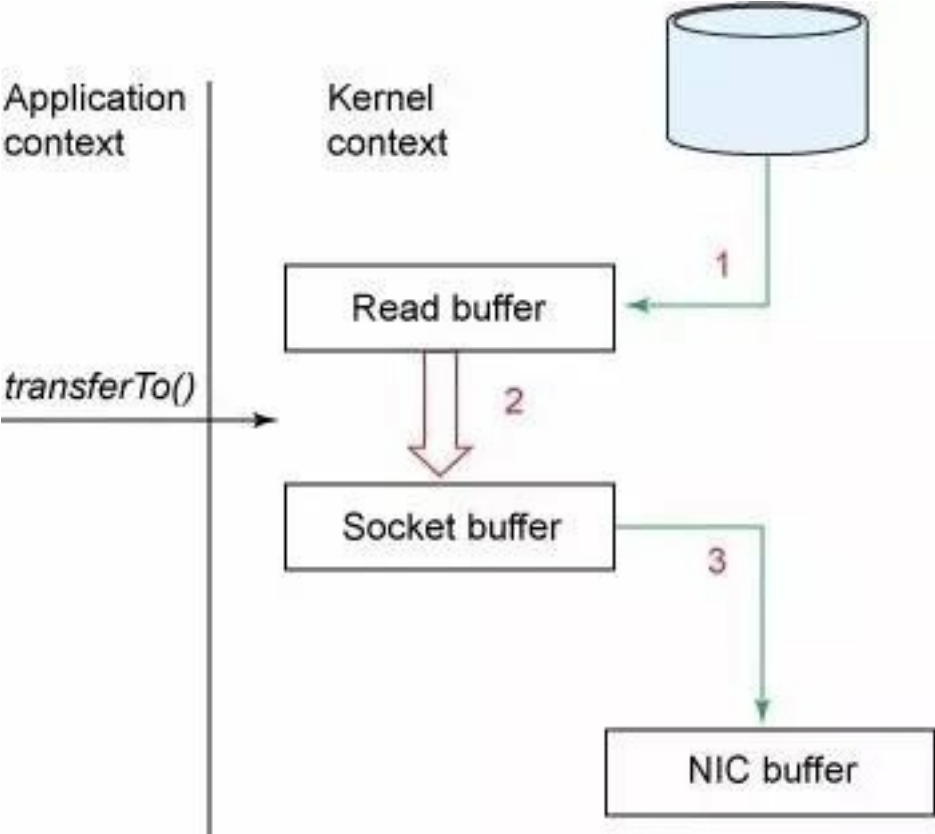 Application
context
Kernel
context
1
Read buffer
transferTo()
2
Socket buffer
3
NIC buffer